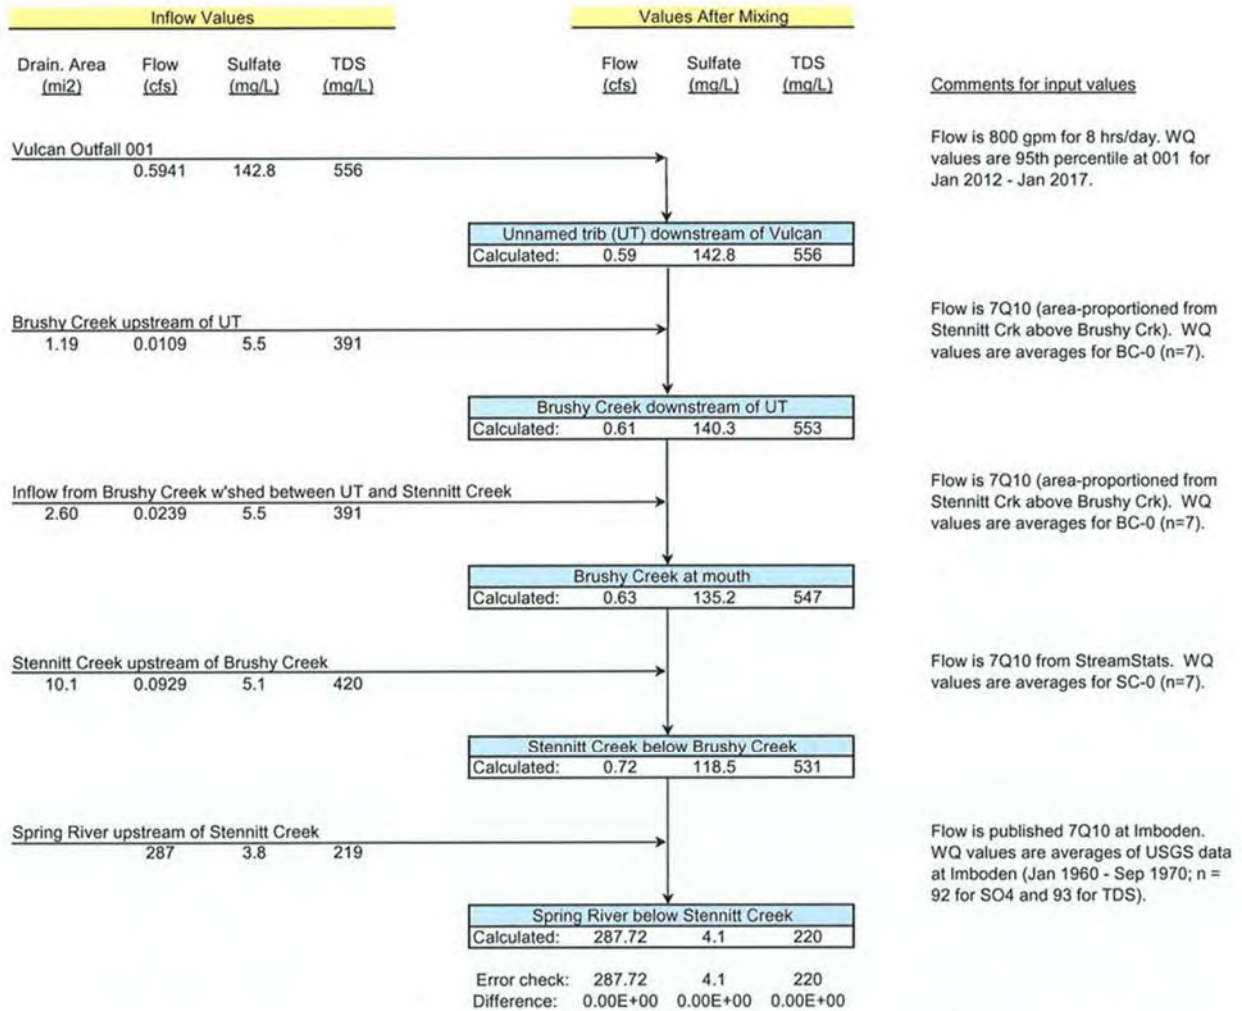 Inflow Values Values After Mixing
Drain. Area Flow Sulfate TDS Flow Sulfate TDS
(mi2) (cfs) (mg/L) (mg/L) (cfs) (mg/L) (mg/L) Comments for input values
Vulcan Outfall 001
0.5941 142.8 556
Flow is 800 gpm for 8 hrs/day. WQ
values are 95th percentile at 001 for
Jan 2012 - Jan 2017.
Unnamed trib (UT) downstream of Vulcan
Calculated: 0.59 142.8 556
Brushy Creek upstream of UT
1.19 0.0109 5.5 391
Flow is 7Q10 (area-proportioned from
Stennitt Crk above Brushy Crk). WQ
values are averages for BC-0 (n=7).
Brushy Creek downstream of UT
Calculated: 0.61 140.3 553
Inflow from Brushy Creek w'shed between UT and Stennitt Creek
2.60 0.0239 5.5 391
Flow is 7Q10 (area-proportioned from
Stennitt Crk above Brushy Crk). WQ
values are averages for BC-0 (n=7).
Brushy Creek at mouth
Calculated: 0.63 135.2 547
Stennitt Creek upstream of Brushy Creek
10.1 0.0929 5.1 420
Flow is 7Q10 from StreamStats. WQ
values are averages for SC-0 (n=7).
Stennitt Creek below Brushy Creek
Calculated: 0.72 118.5 531
Spring River upstream of Stennitt Creek
287 3.8 219
Flow is published 7Q10 at Imboden.
WQ values are averages of USGS data
at Imboden (Jan 1960 - Sep 1970; n =
92 for SO4 and 93 for TDS).
Spring River below Stennitt Creek
Calculated: 287.72 4.1 220
Error check: 287.72 4.1 220
Difference: 0.00E+00 0.00E+00 0.00E+00